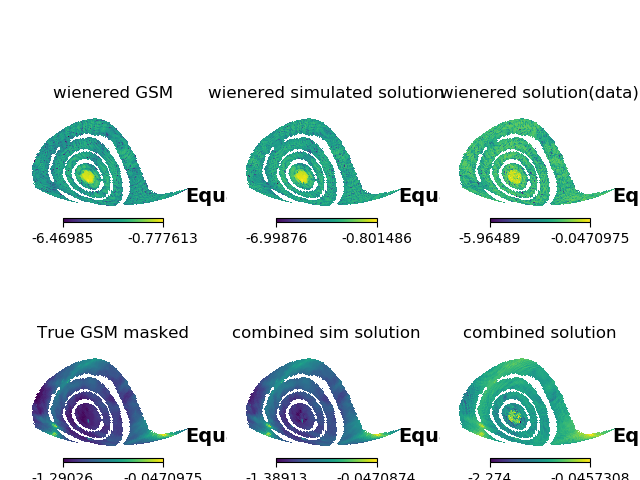 wienered GSM wienered simulated solution wienered solution(data)
Equ Equ Eq
-6.46985 -0.777613 -6.99876 -0.801486 -5.96489 -0.0470975
True GSM masked combined sim solution combined solution
Equ Equ Eq
-1.29026 -0.0470975 -1.38913 -0.0470874 -2.274 -0.0457308